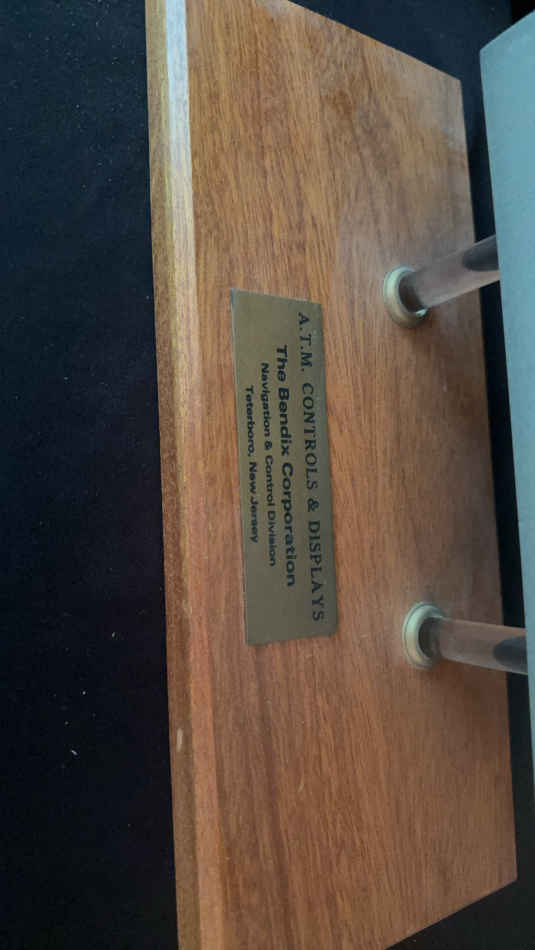 A.T.M. CONTROLS & DISPLAYS
The Bendix Corporation
Navigation & Control Division
Teterboro, New Jersey